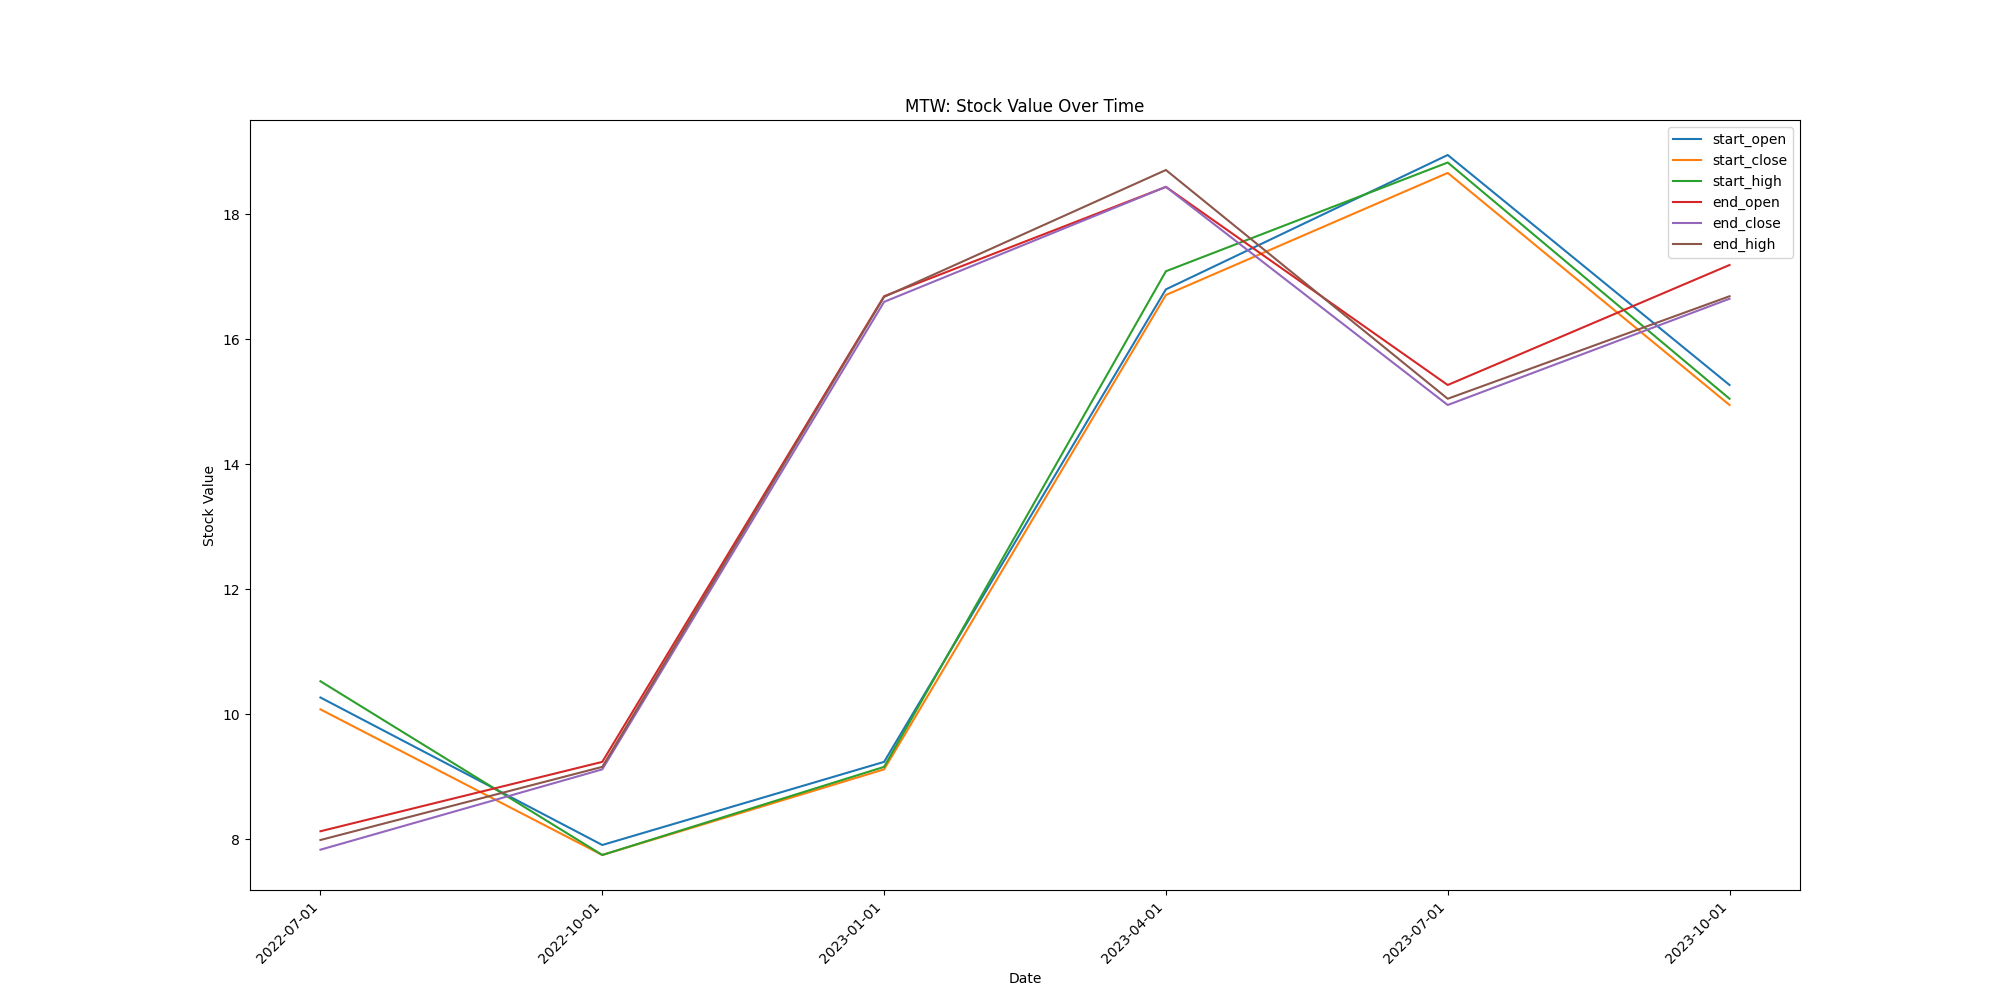 MTW: Stock Value Over Time
start_open
start_close
start_high
end_open
end_close
end_high
Stock Value
18
16
14
12
10
8
2022-07-01
2022-10-01
2023-01-01
2023-04-01
2023-07-01
2023-10-01
Date